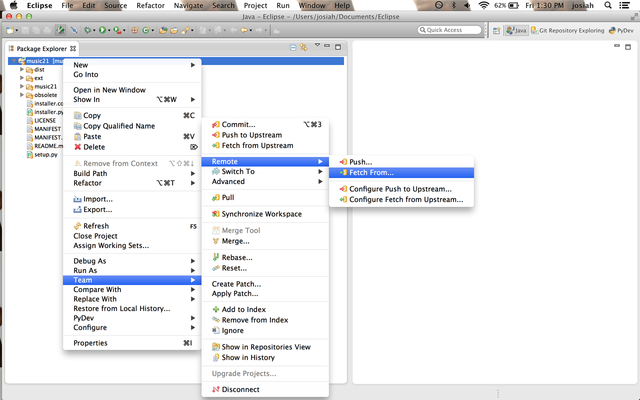 Eclipse File Edit Source Refactor Navigate Search Project Run Window Help 62% Fri 1:30 PM josiah
Java - Eclipse - /Users/josiah/Documents/Eclipse
Quick Access Java Git Repository Exploring PyDev
Package Explorer
music21
dist
ext
music21
obsolete
installer.co
installer.py
LICENSE
MANIFEST
MANIFEST.
README.m
setup.py
New
Go Into
Open in New Window
Show In ⌥⌘W
Copy ⌘C
Copy Qualified Name
Paste ⌘V
Delete ⌦
Remove from Context ⌥⇧⌘↓
Build Path
Refactor ⌥⌘T
Import...
Export...
Refresh F5
Close Project
Assign Working Sets...
Debug As
Run As
Team
Compare With
Replace With
Restore from Local History...
PyDev
Configure
Properties ⌘I
Commit... ⌥⌘3
Push to Upstream
Fetch from Upstream
Remote
Switch To
Advanced
Pull
Synchronize Workspace
Merge Tool
Merge...
Rebase...
Reset...
Create Patch...
Apply Patch...
Add to Index
Remove from Index
Ignore
Show in Repositories View
Show in History
Upgrade Projects...
Disconnect
Push...
Fetch From...
Configure Push to Upstream...
Configure Fetch from Upstream...